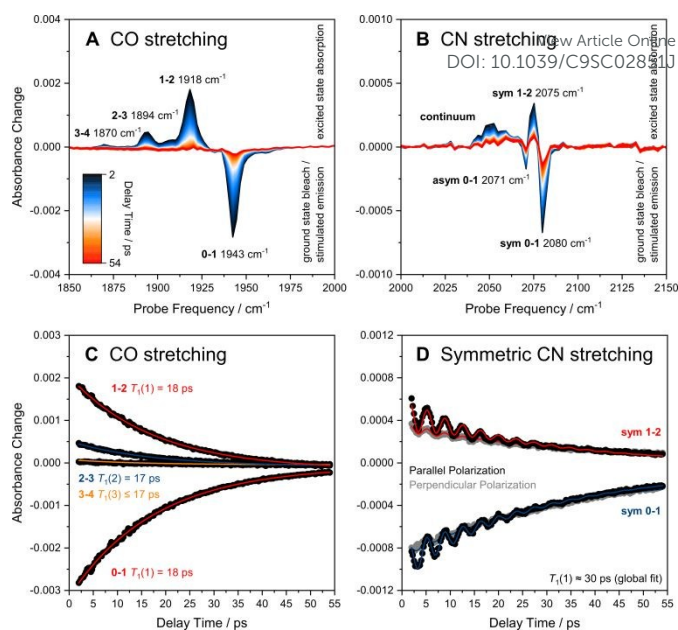 View Article Online
DOI: 10.1039/C9SC02851J
A CO stretching
0.004
0.002
0.000
-0.002
-0.004
Absorbance Change
1-2 1918 cm⁻¹
2-3 1894 cm⁻¹
3-4 1870 cm⁻¹
0-1 1943 cm⁻¹
2
54
Delay Time / ps
excited state absorption
ground state bleach /
stimulated emission
1850 1875 1900 1925 1950 1975 2000
Probe Frequency / cm⁻¹
B CN stretching
0.0010
0.0005
0.0000
-0.0005
-0.0010
Absorbance Change
sym 1-2 2075 cm⁻¹
continuum
asym 0-1 2071 cm⁻¹
sym 0-1 2080 cm⁻¹
excited state absorption
ground state bleach /
stimulated emission
2000 2025 2050 2075 2100 2125 2150
Probe Frequency / cm⁻¹
C CO stretching
0.003
0.002
0.001
0.000
-0.001
-0.002
-0.003
Absorbance Change
1-2 T₁(1) = 18 ps
2-3 T₁(2) = 17 ps
3-4 T₁(3) ≤ 17 ps
0-1 T₁(1) = 18 ps
0 5 10 15 20 25 30 35 40 45 50 55
Delay Time / ps
D Symmetric CN stretching
0.0012
0.0008
0.0004
0.0000
-0.0004
-0.0008
-0.0012
Absorbance Change
sym 1-2
Parallel Polarization
Perpendicular Polarization
sym 0-1
T₁(1) ≈ 30 ps (global fit)
0 5 10 15 20 25 30 35 40 45 50 55
Delay Time / ps